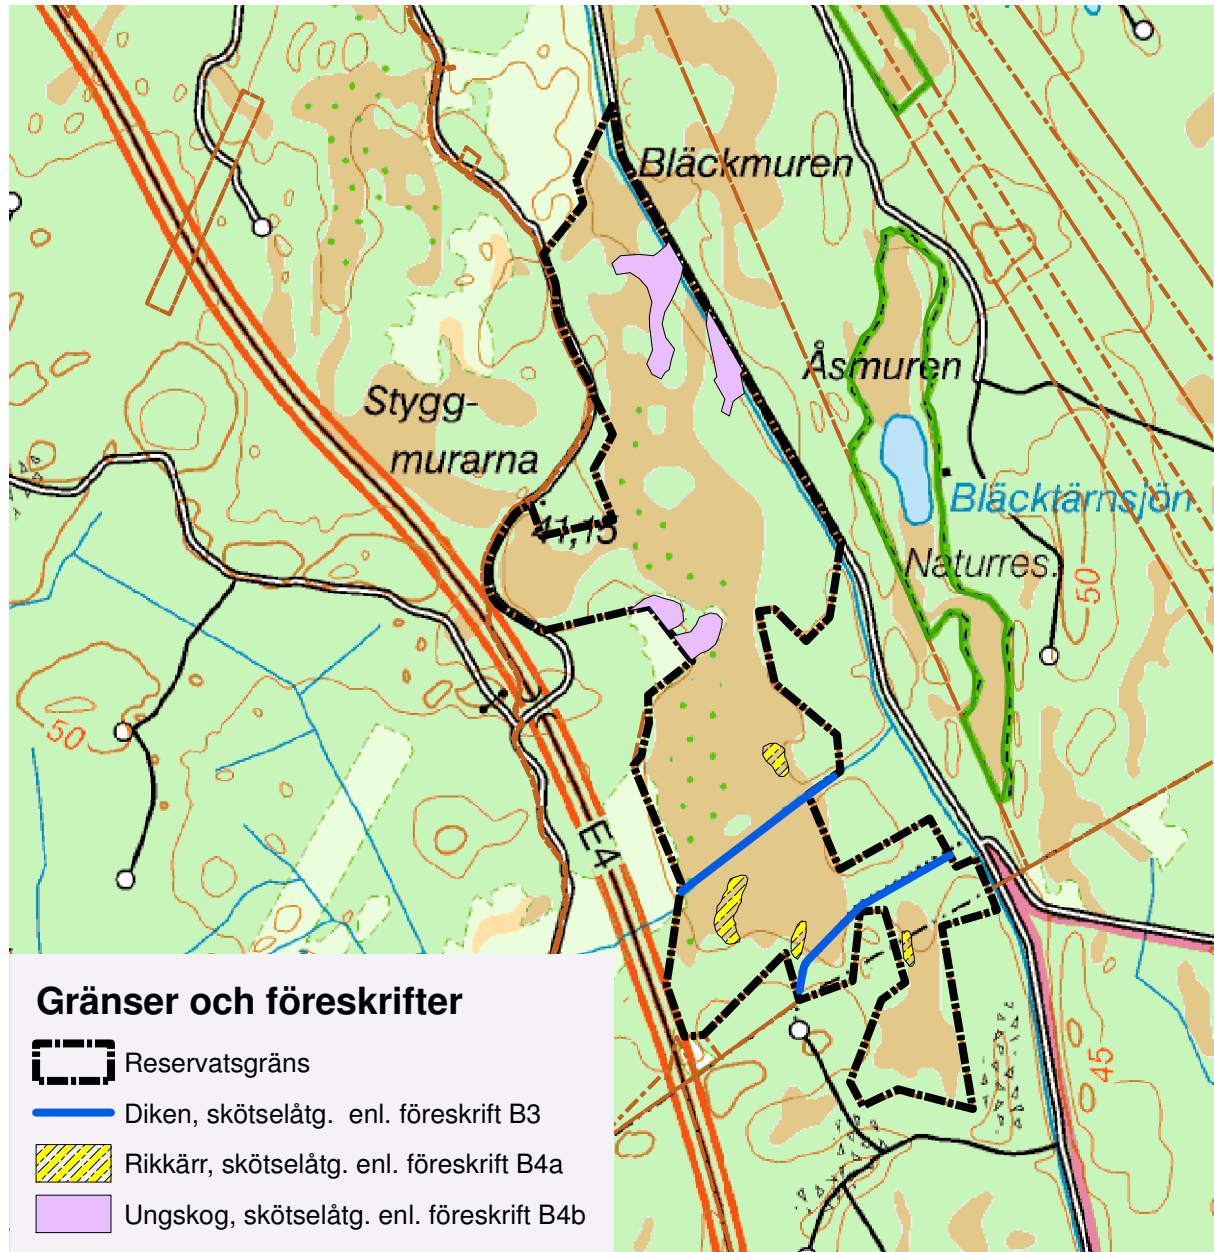 Bläckmuren
Åsmuren
Stygg-
murarna
Bläcktärnsjön
41,15
Naturres.
50
50
E4
45
Gränser och föreskrifter
Reservatsgräns
Diken, skötselåtg. enl. föreskrift B3
Rikkärr, skötselåtg. enl. föreskrift B4a
Ungskog, skötselåtg. enl. föreskrift B4b